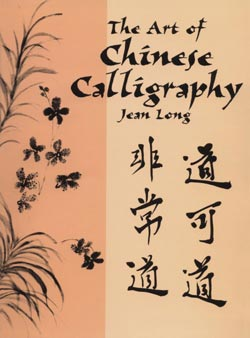 The Art of
Chinese
Calligraphy
Jean Long
道可道
非常道